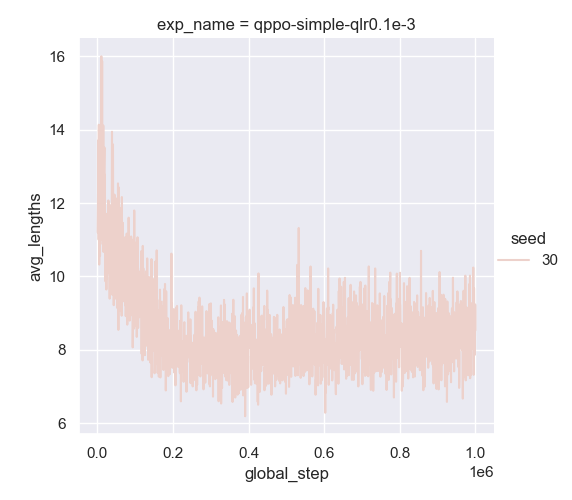 exp_name = qppo-simple-qlr0.1e-3
16
14
12
10
8
6
avg_lengths
0.0 0.2 0.4 0.6 0.8 1.0
1e6
global_step
seed
30